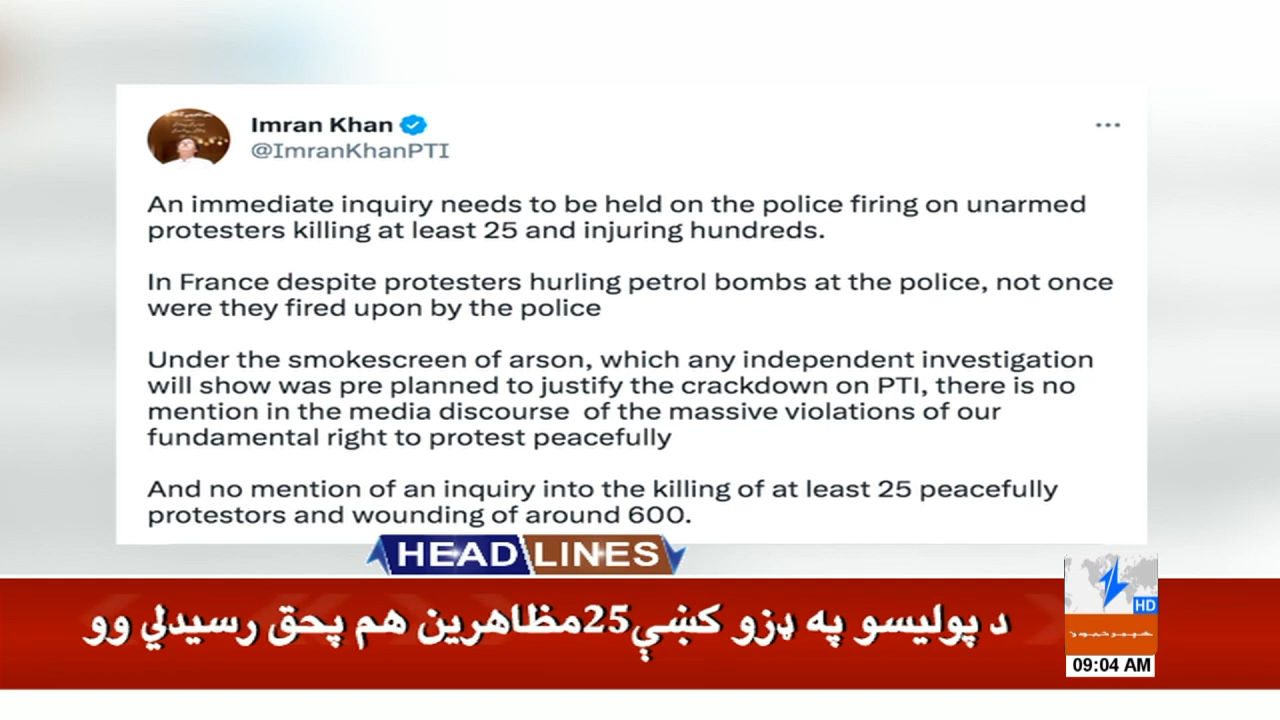 Imran Khan
@ImranKhanPTI
An immediate inquiry needs to be held on the police firing on unarmed
protesters killing at least 25 and injuring hundreds.
In France despite protesters hurling petrol bombs at the police, not once
were they fired upon by the police
Under the smokescreen of arson, which any independent investigation
will show was pre planned to justify the crackdown on PTI, there is no
mention in the media discourse of the massive violations of our
fundamental right to protest peacefully
And no mention of an inquiry into the killing of at least 25 peacefully
protestors and wounding of around 600.
HEADLINES
د پوليسو په ډزو کښې25مظاهرين هم پحق رسيدلي وو
HD
خیبر نیوز
09:04 AM